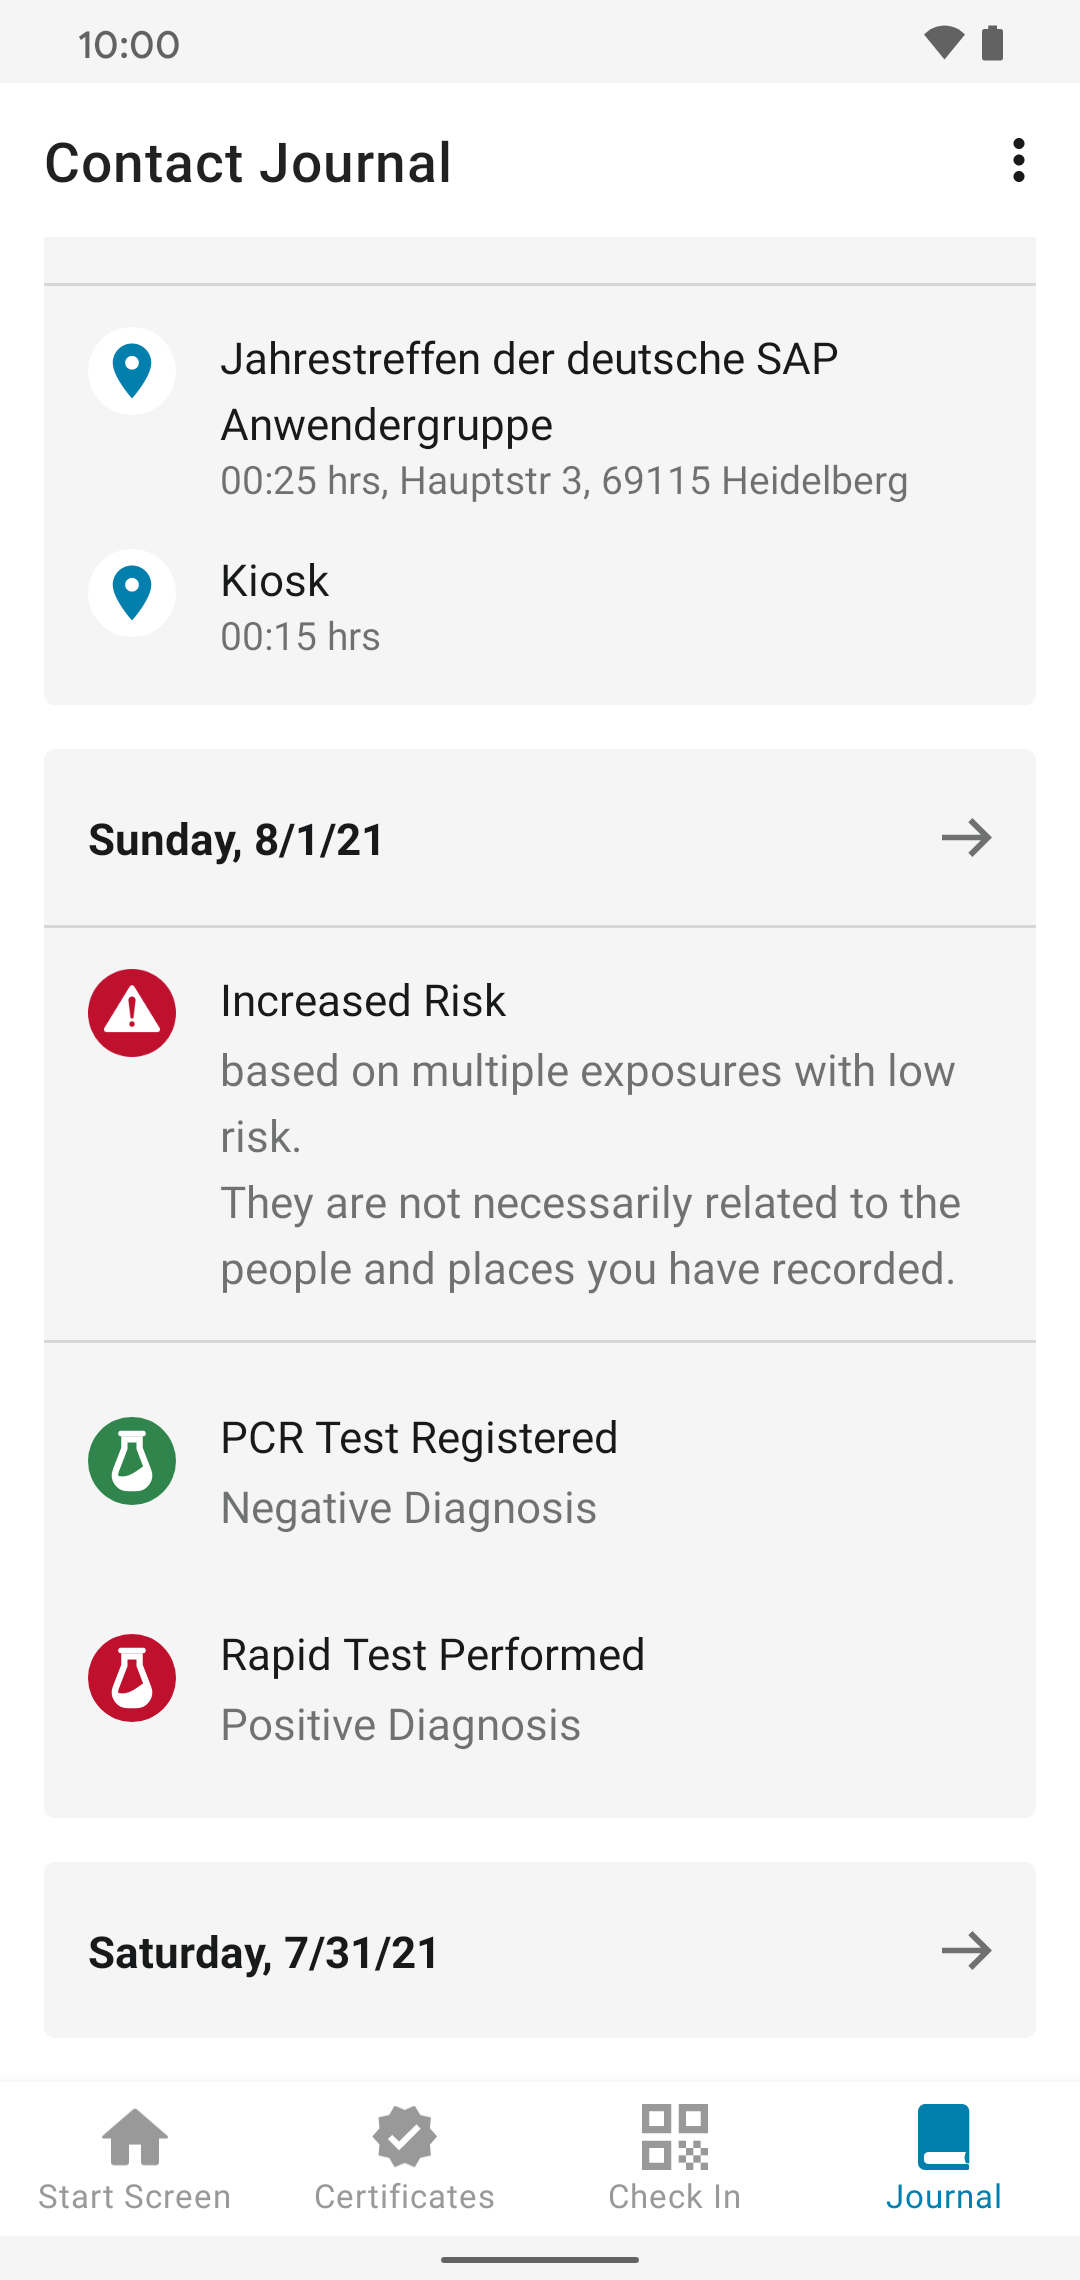 10:00
Contact Journal
Jahrestreffen der deutsche SAP
Anwendergruppe
00:25 hrs, Hauptstr 3, 69115 Heidelberg
Kiosk
00:15 hrs
Sunday, 8/1/21
Increased Risk
based on multiple exposures with low
risk.
They are not necessarily related to the
people and places you have recorded.
PCR Test Registered
Negative Diagnosis
Rapid Test Performed
Positive Diagnosis
Saturday, 7/31/21
Start Screen
Certificates
Check In
Journal